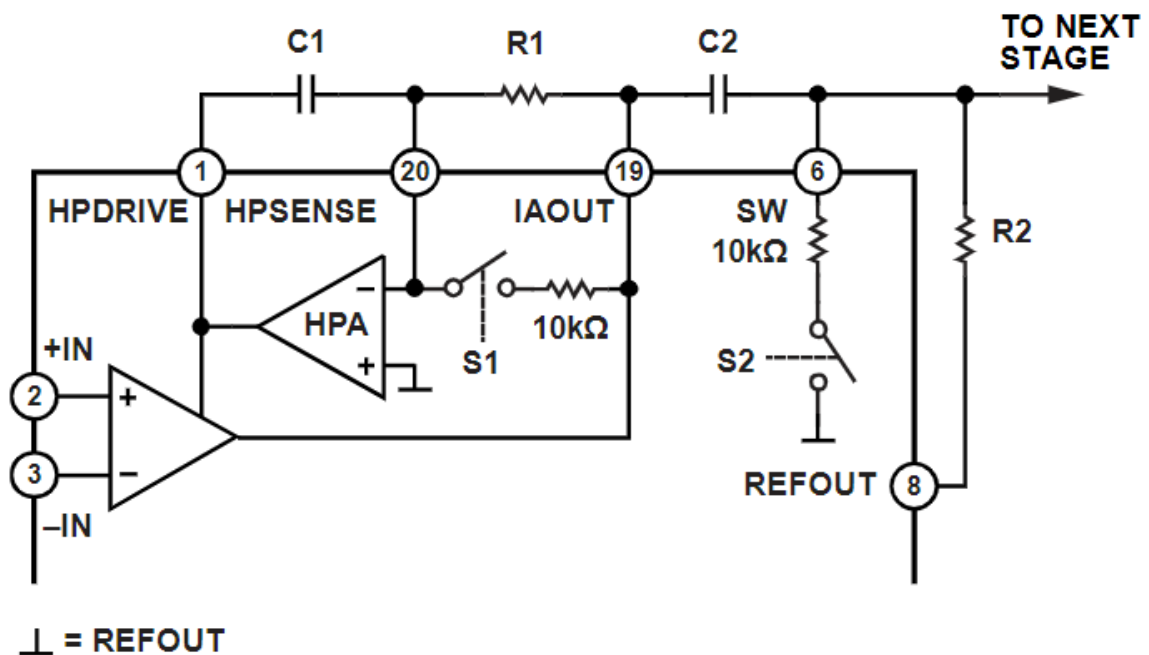 C1
R1
C2
TO NEXT
STAGE
1
20
19
6
HPDRIVE
HPSENSE
IAOUT
SW
10kΩ
R2
HPA
–
+
S1
10kΩ
S2
+IN
2
3
–IN
+
–
REFOUT
8
⊥ = REFOUT